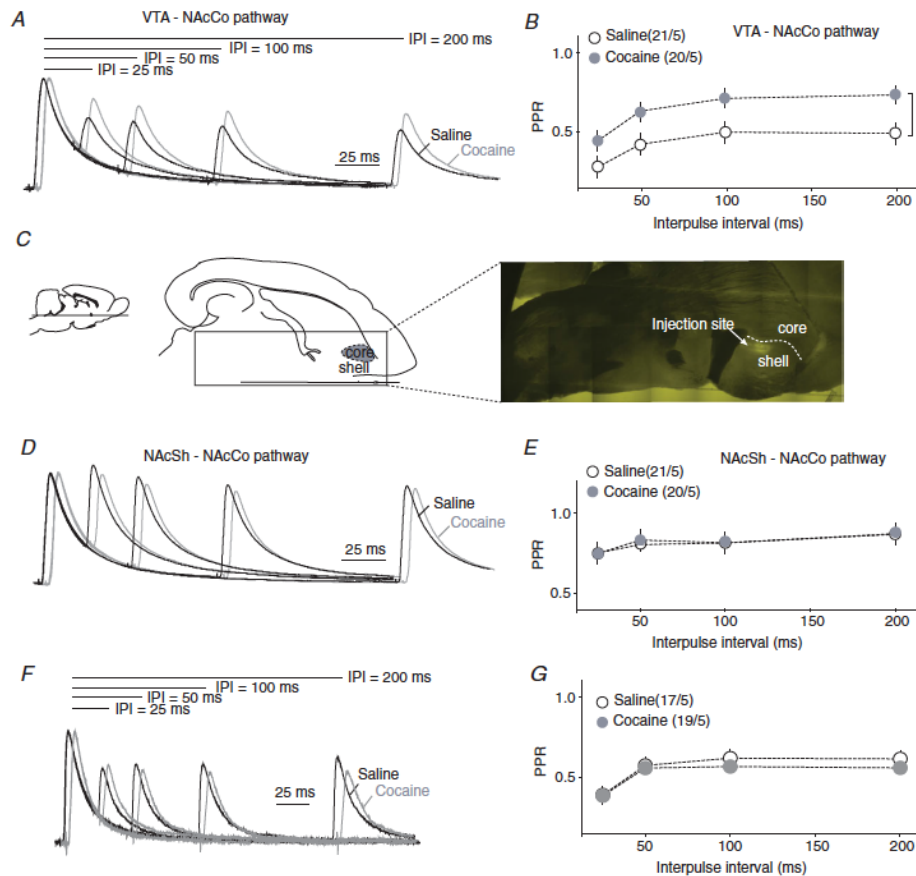 A
VTA - NAcCo pathway
IPI = 200 ms
IPI = 100 ms
IPI = 50 ms
IPI = 25 ms
Saline
Cocaine
25 ms
B
Saline(21/5)
VTA - NAcCo pathway
Cocaine (20/5)
1.0
0.5
PPR
50
100
150
200
Interpulse interval (ms)
C
core
shell
Injection site
core
shell
D
NAcSh - NAcCo pathway
Saline
Cocaine
25 ms
E
NAcSh - NAcCo pathway
Saline(21/5)
Cocaine (20/5)
1.0
0.5
PPR
50
100
150
200
Interpulse interval (ms)
F
IPI = 200 ms
IPI = 100 ms
IPI = 50 ms
IPI = 25 ms
Saline
Cocaine
25 ms
G
Saline(17/5)
Cocaine (19/5)
1.0
0.5
PPR
50
100
150
200
Interpulse interval (ms)